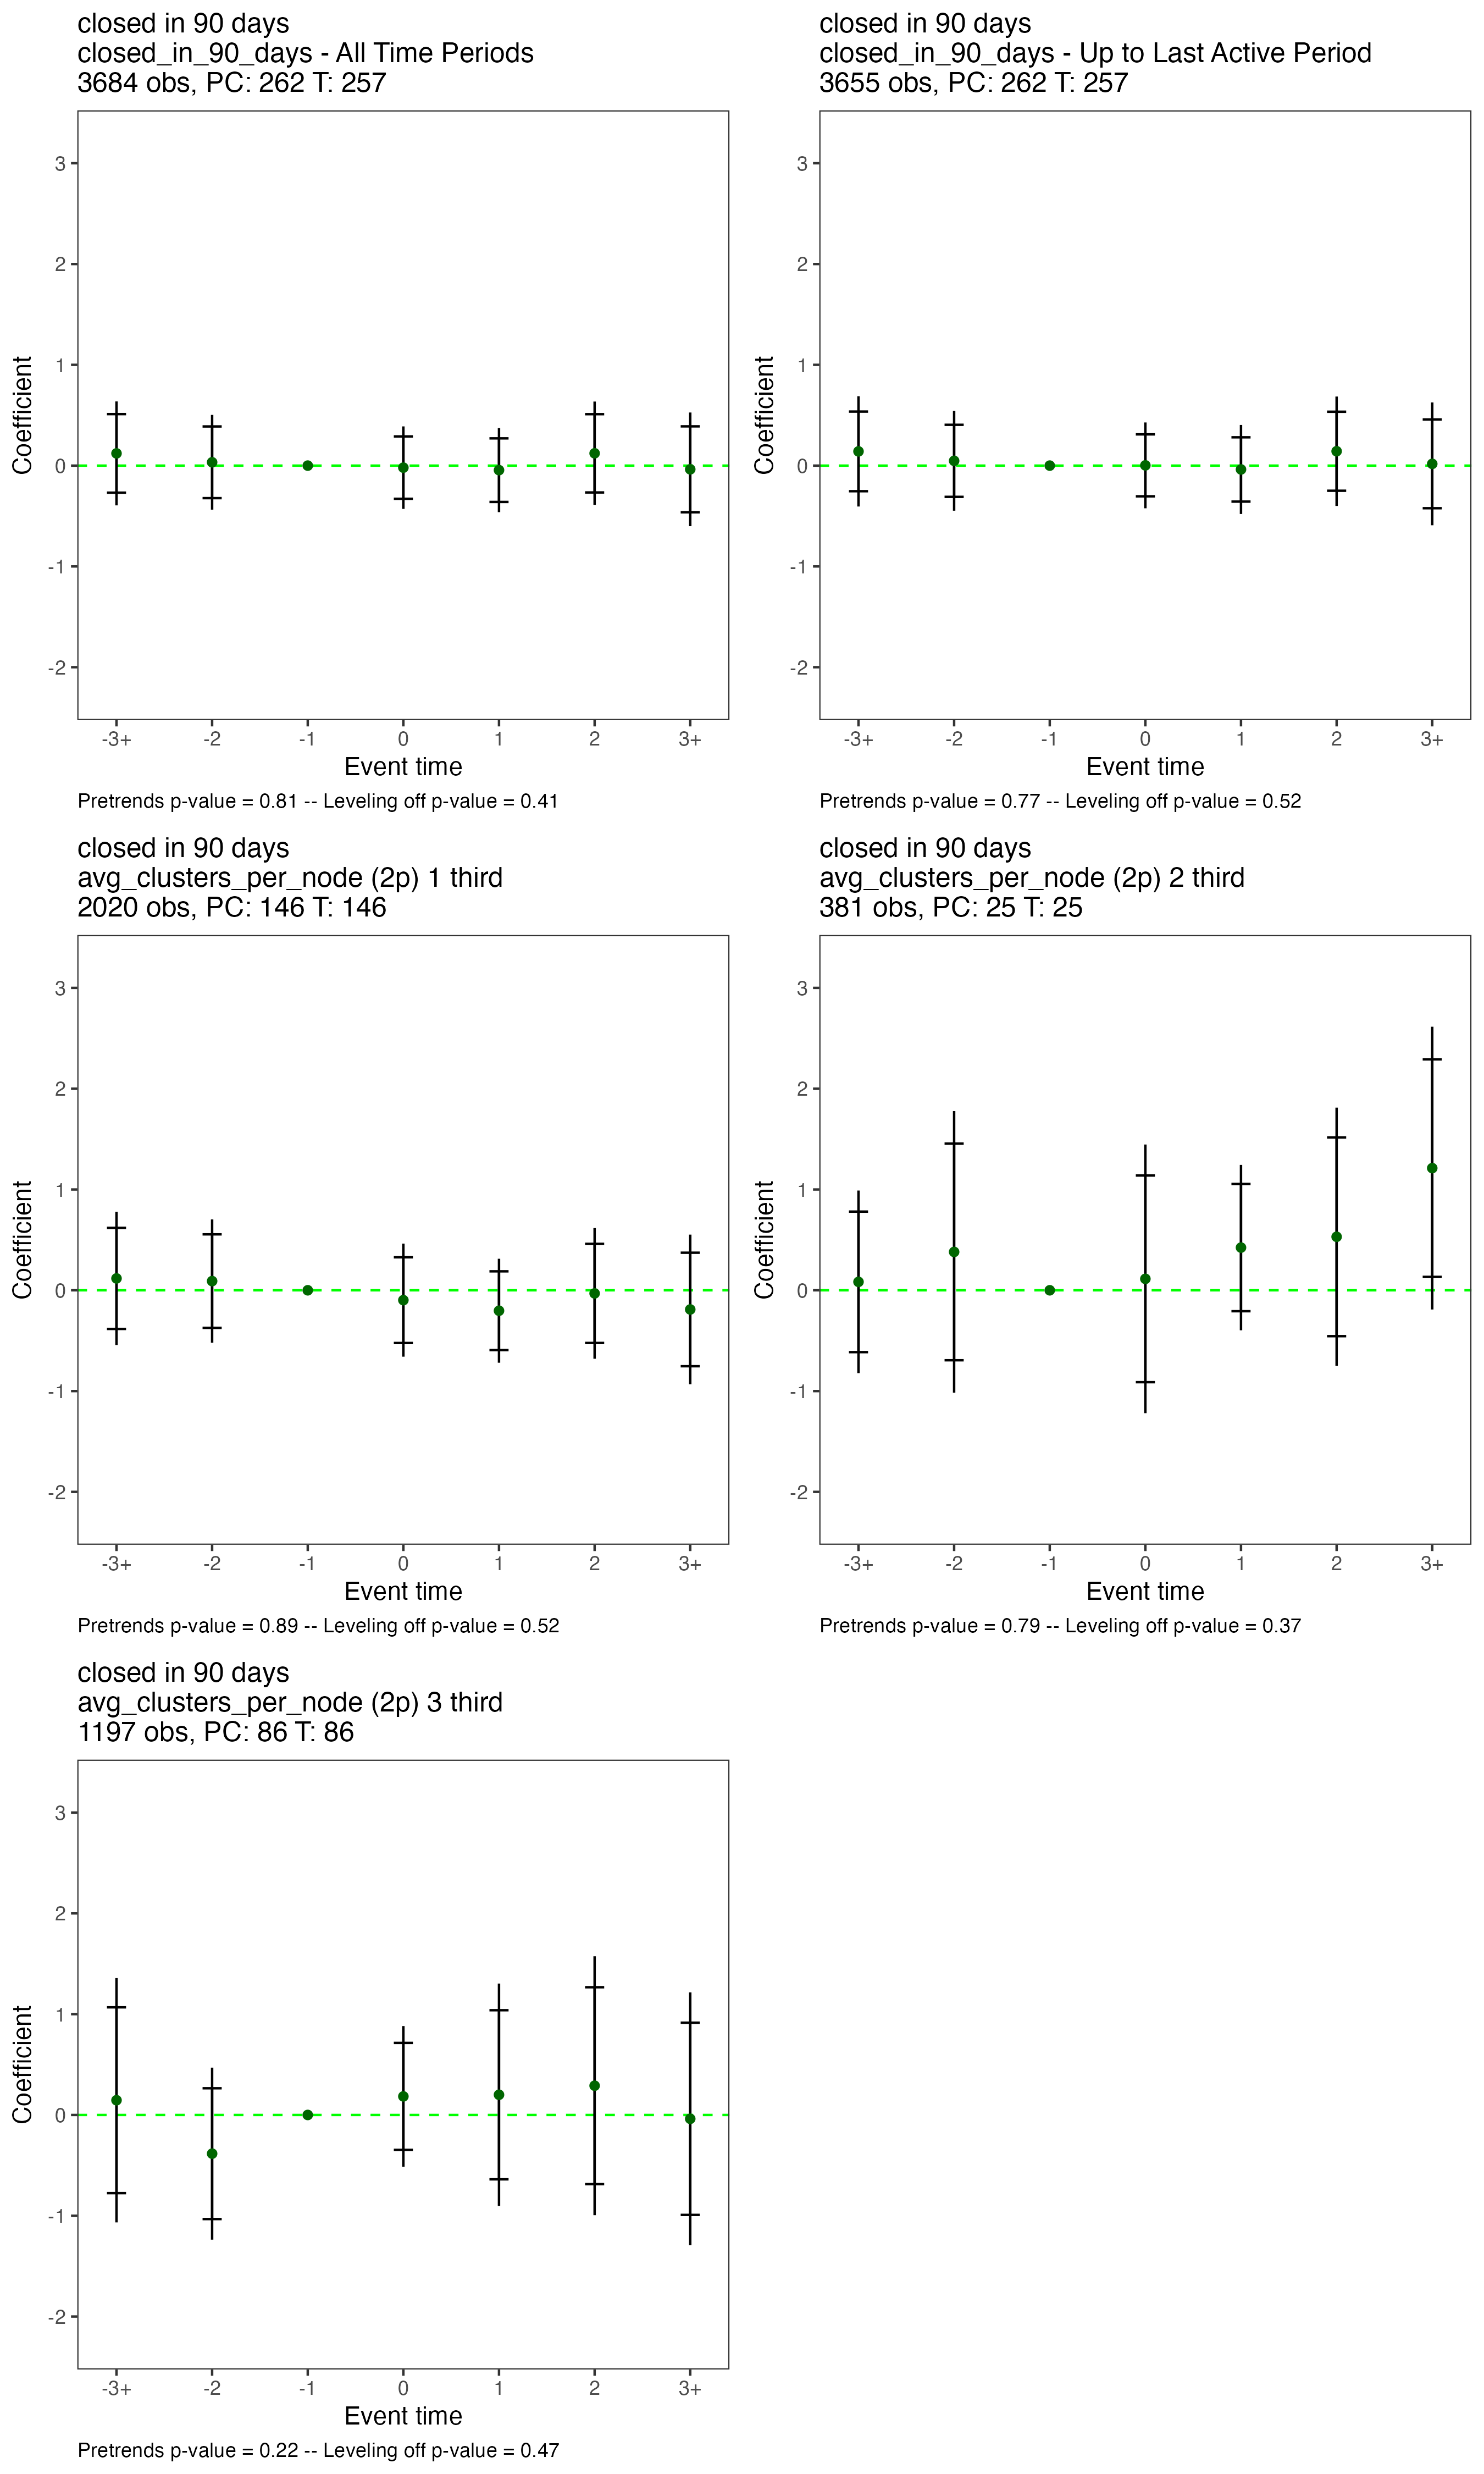 closed in 90 days
closed_in_90_days - All Time Periods
3684 obs, PC: 262 T: 257
3
2
1
0
-1
-2
Coefficient
-3+ -2 -1 0 1 2 3+
Event time
Pretrends p-value = 0.81 -- Leveling off p-value = 0.41
closed in 90 days
closed_in_90_days - Up to Last Active Period
3655 obs, PC: 262 T: 257
3
2
1
0
-1
-2
Coefficient
-3+ -2 -1 0 1 2 3+
Event time
Pretrends p-value = 0.77 -- Leveling off p-value = 0.52
closed in 90 days
avg_clusters_per_node (2p) 1 third
2020 obs, PC: 146 T: 146
3
2
1
0
-1
-2
Coefficient
-3+ -2 -1 0 1 2 3+
Event time
Pretrends p-value = 0.89 -- Leveling off p-value = 0.52
closed in 90 days
avg_clusters_per_node (2p) 2 third
381 obs, PC: 25 T: 25
3
2
1
0
-1
-2
Coefficient
-3+ -2 -1 0 1 2 3+
Event time
Pretrends p-value = 0.79 -- Leveling off p-value = 0.37
closed in 90 days
avg_clusters_per_node (2p) 3 third
1197 obs, PC: 86 T: 86
3
2
1
0
-1
-2
Coefficient
-3+ -2 -1 0 1 2 3+
Event time
Pretrends p-value = 0.22 -- Leveling off p-value = 0.47